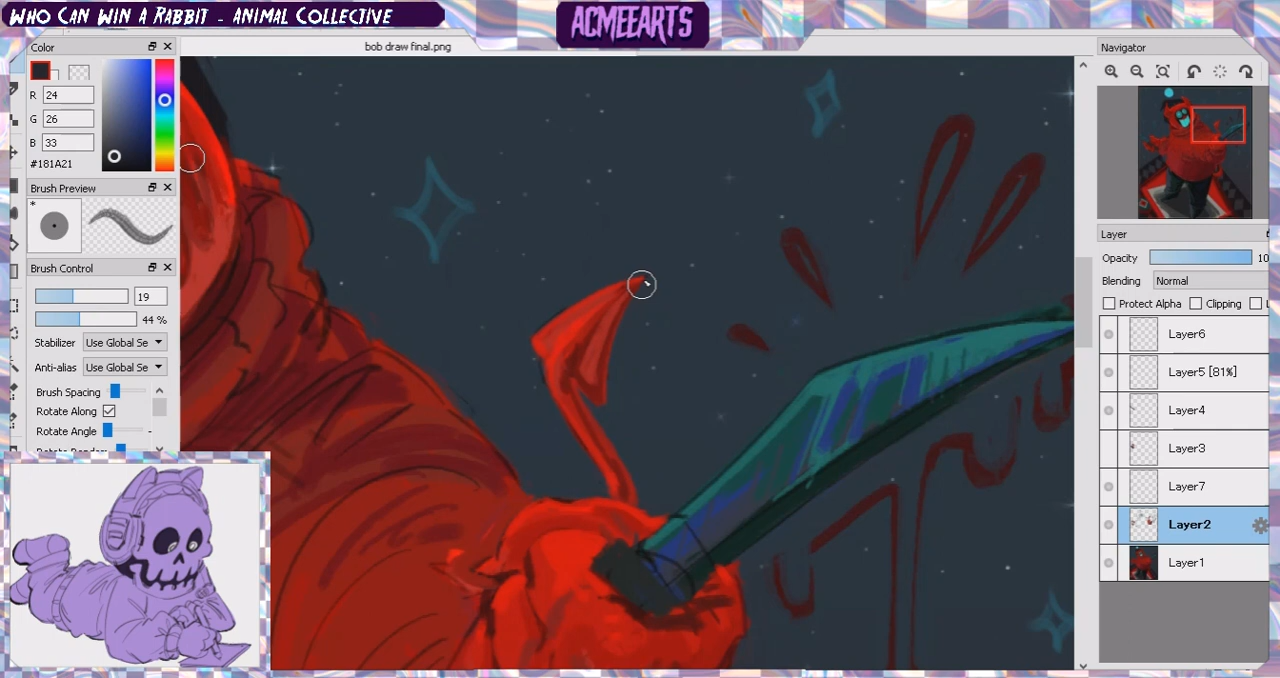 Who Can Win A Rabbit - Animal Collective
ACMEEARTS
bob draw final.png
Color
R 24
G 26
B 33
#181A21
Brush Preview
*
Brush Control
19
44 %
Stabilizer Use Global Se
Anti-alias Use Global Se
Brush Spacing
Rotate Along
Rotate Angle
Navigator
Layer
Opacity 10
Blending Normal
Protect Alpha Clipping
Layer6
Layer5 [81%]
Layer4
Layer3
Layer7
Layer2
Layer1